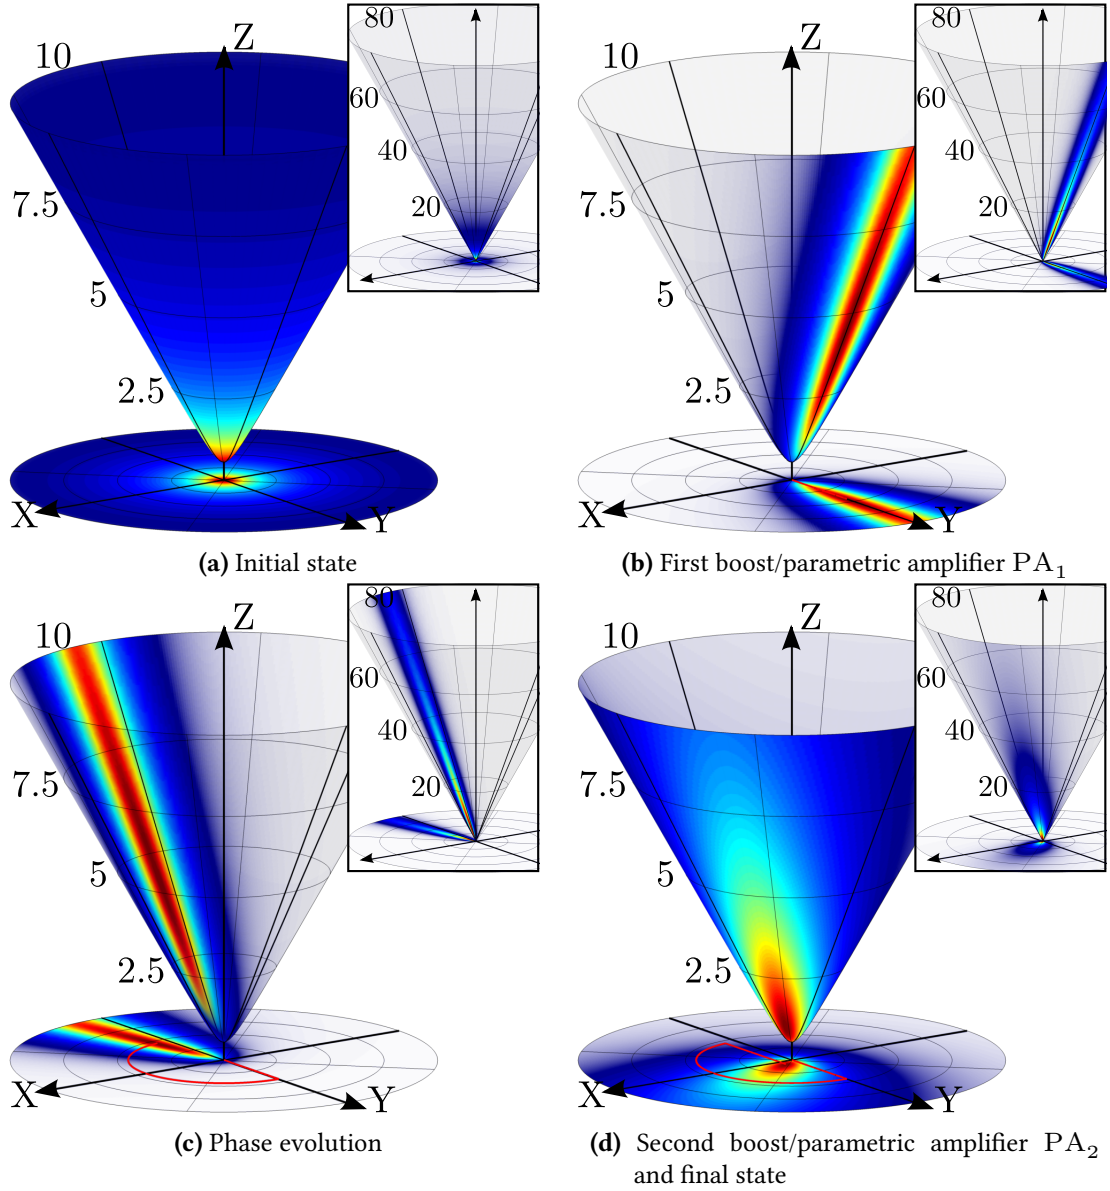 10
Z
80
60
40
20
7.5
5
2.5
X
Y
(a) Initial state
10
Z
80
60
40
20
7.5
5
2.5
X
Y
(b) First boost/parametric amplifier PA₁
10
Z
80
60
40
20
7.5
5
2.5
X
Y
(c) Phase evolution
10
Z
80
60
40
20
7.5
5
2.5
X
Y
(d) Second boost/parametric amplifier PA₂
and final state